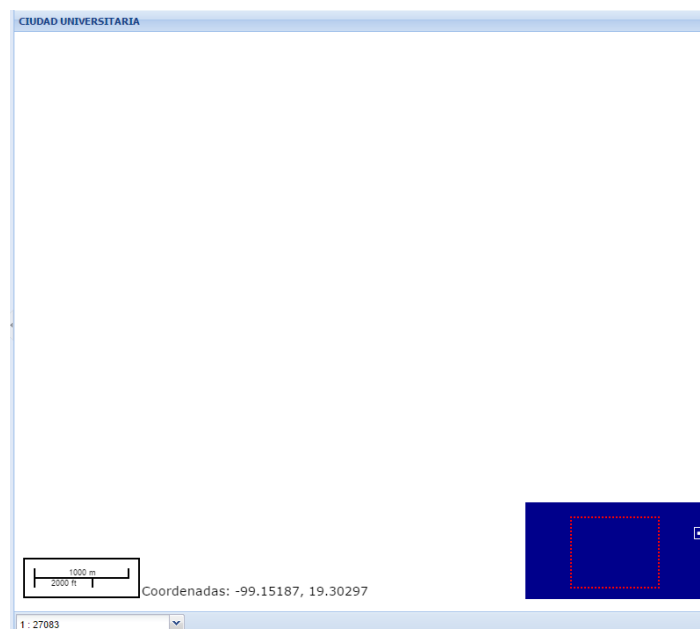 CIUDAD UNIVERSITARIA
1000 m
2000 ft
Coordenadas: -99.15187, 19.30297
1 : 27083